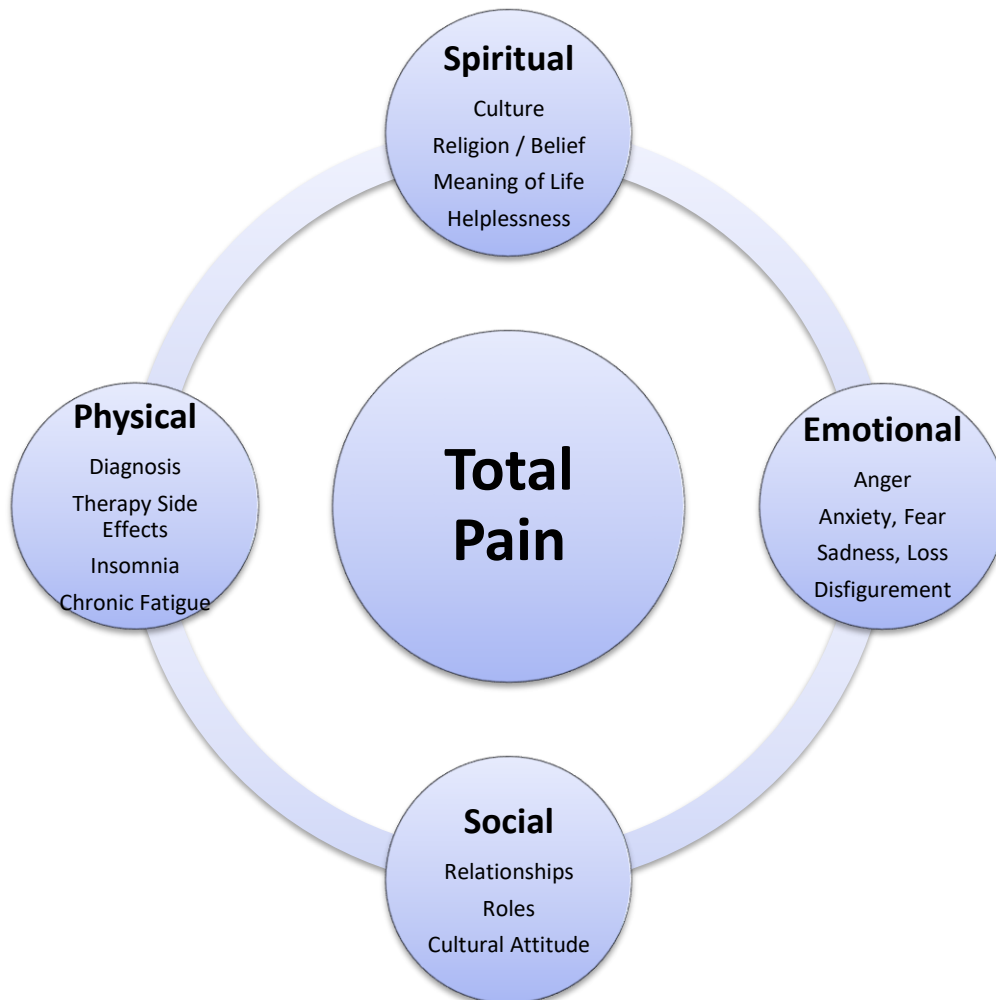 Spiritual
Culture
Religion / Belief
Meaning of Life
Helplessness
Physical
Diagnosis
Therapy Side
Effects
Insomnia
Chronic Fatigue
Total
Pain
Emotional
Anger
Anxiety, Fear
Sadness, Loss
Disfigurement
Social
Relationships
Roles
Cultural Attitude